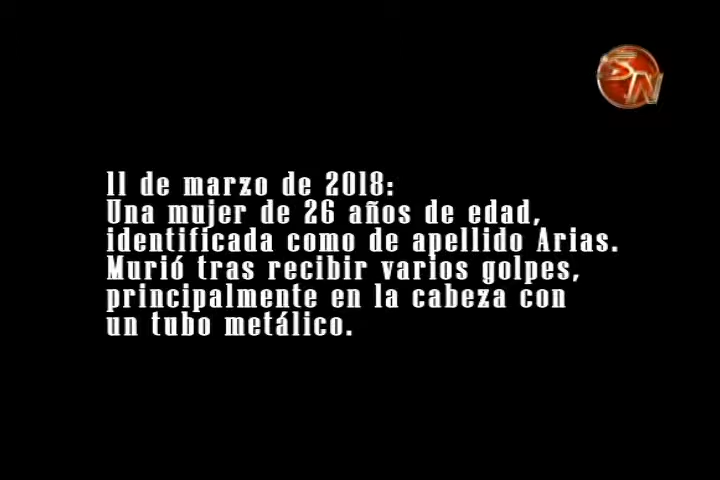 SN
11 de marzo de 2018:
Una mujer de 26 años de edad,
identificada como de apellido Arias.
Murió tras recibir varios golpes,
principalmente en la cabeza con
un tubo metálico.